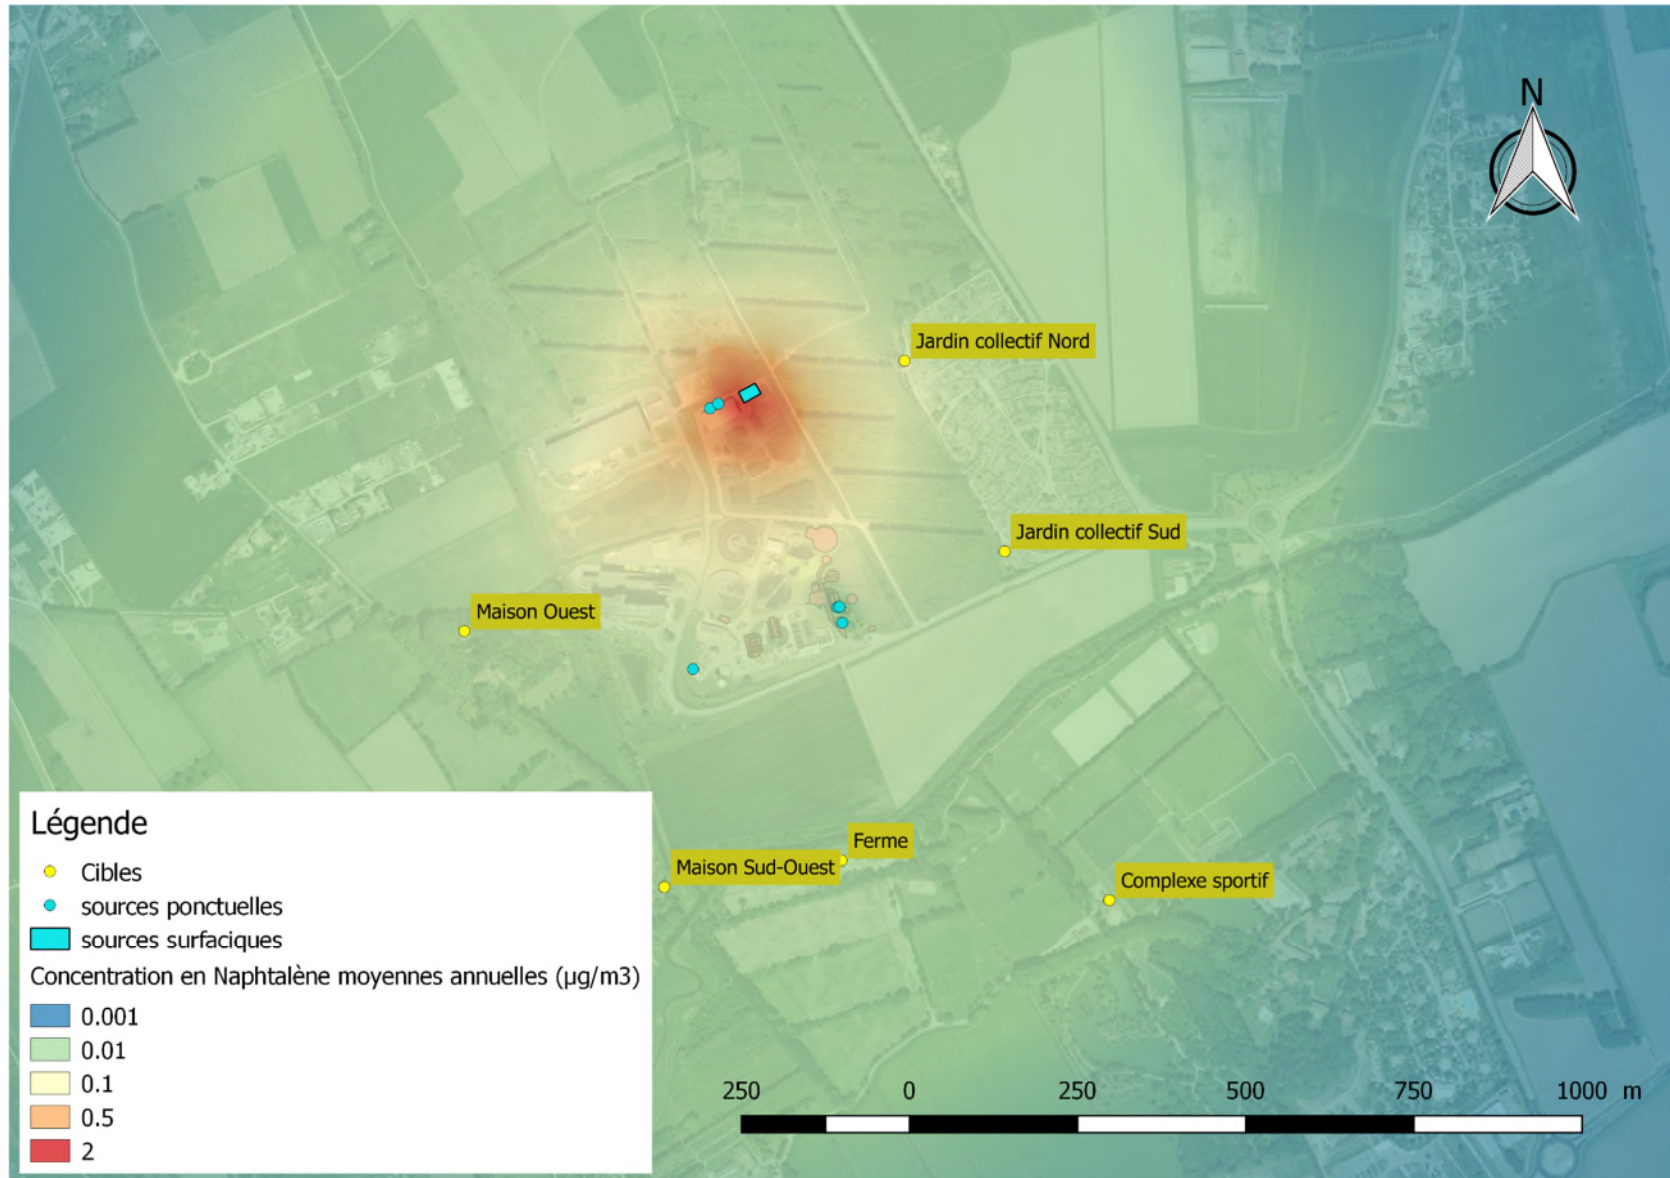 N
Jardin collectif Nord
Jardin collectif Sud
Maison Ouest
Ferme
Maison Sud-Ouest
Complexe sportif
Légende
Cibles
sources ponctuelles
sources surfaciques
Concentration en Naphtalène moyennes annuelles (µg/m3)
0.001
0.01
0.1
0.5
2
250 0 250 500 750 1000 m